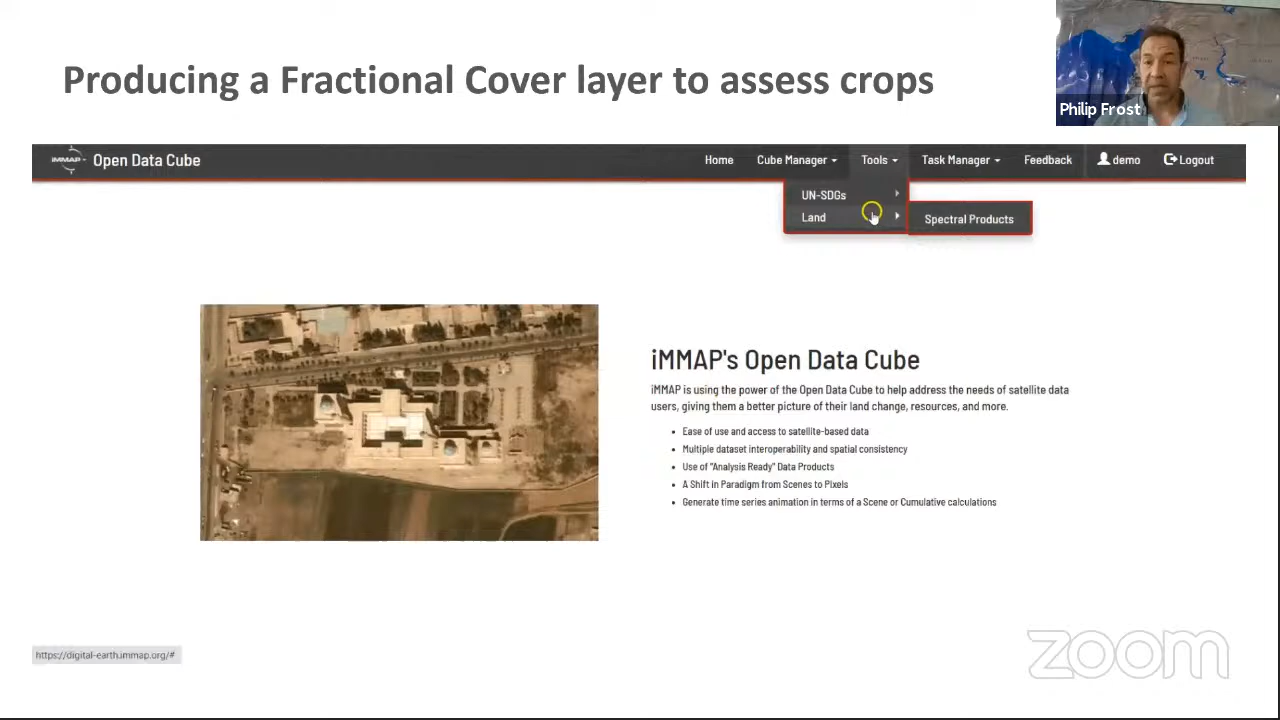 Producing a Fractional Cover layer to assess crops
Philip Frost
iMMAP Open Data Cube
Home Cube Manager Tools Task Manager Feedback demo Logout
UN-SDGs
Land Spectral Products
iMMAP's Open Data Cube
iMMAP is using the power of the Open Data Cube to help address the needs of satellite data
users, giving them a better picture of their land change, resources, and more.
Ease of use and access to satellite-based data
Multiple dataset interoperability and spatial consistency
Use of "Analysis Ready" Data Products
A Shift in Paradigm from Scenes to Pixels
Generate time series animation in terms of a Scene or Cumulative calculations
https://digital-earth.immap.org/#
zoom